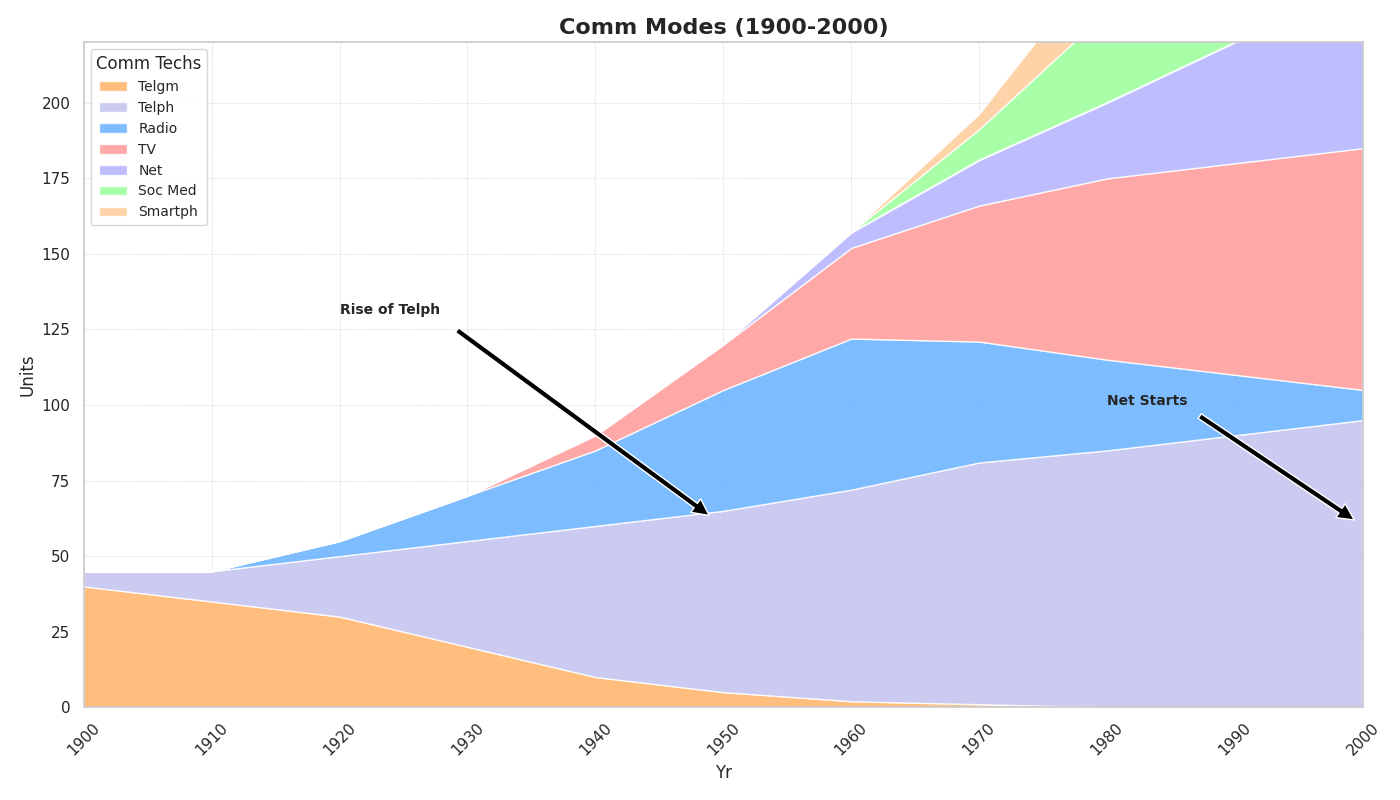 Comm Modes (1900-2000)
Comm Techs
Telgm
Telph
Radio
TV
Net
Soc Med
Smartph
Rise of Telph
Net Starts
Units
200
175
150
125
100
75
50
25
0
1900 1910 1920 1930 1940 1950 1960 1970 1980 1990 2000
Yr